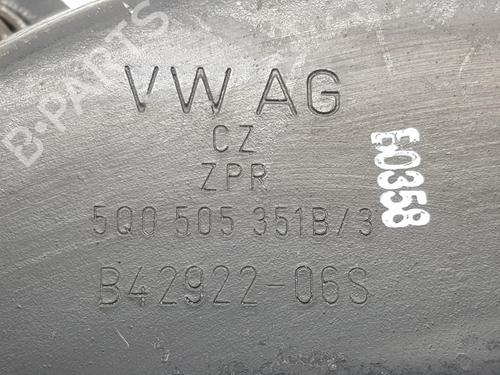 B-PARTS
VW AG
CZ
ZPR
5Q0 505 351B/3
B42922-06S
E0358